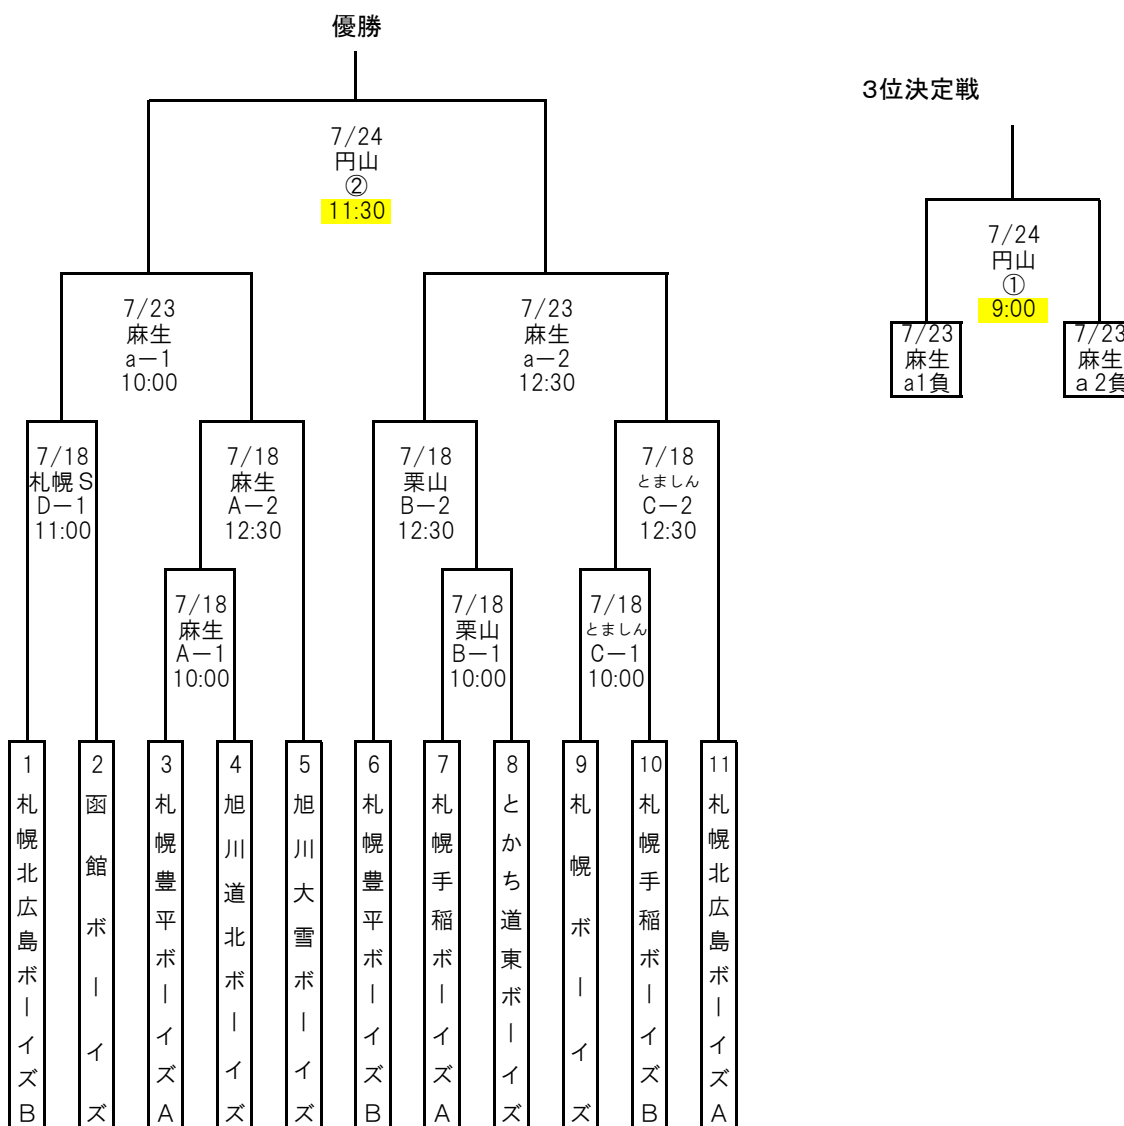 優勝
3位決定戦
7/24
円山
②
11:30
7/24
円山
①
9:00
7/23
麻生
a1負
7/23
麻生
a2負
7/23
麻生
a－1
10:00
7/23
麻生
a－2
12:30
7/18
札幌S
D－1
11:00
7/18
麻生
A－2
12:30
7/18
栗山
B－2
12:30
7/18
とましん
C－2
12:30
7/18
麻生
A－1
10:00
7/18
栗山
B－1
10:00
7/18
とましん
C－1
10:00
1
札幌北広島ボーイズB
2
函館ボーイズ
3
札幌豊平ボーイズA
4
旭川道北ボーイズ
5
旭川大雪ボーイズ
6
札幌豊平ボーイズB
7
札幌手稲ボーイズA
8
とかち道東ボーイズ
9
札幌ボーイズ
10
札幌手稲ボーイズB
11
札幌北広島ボーイズA